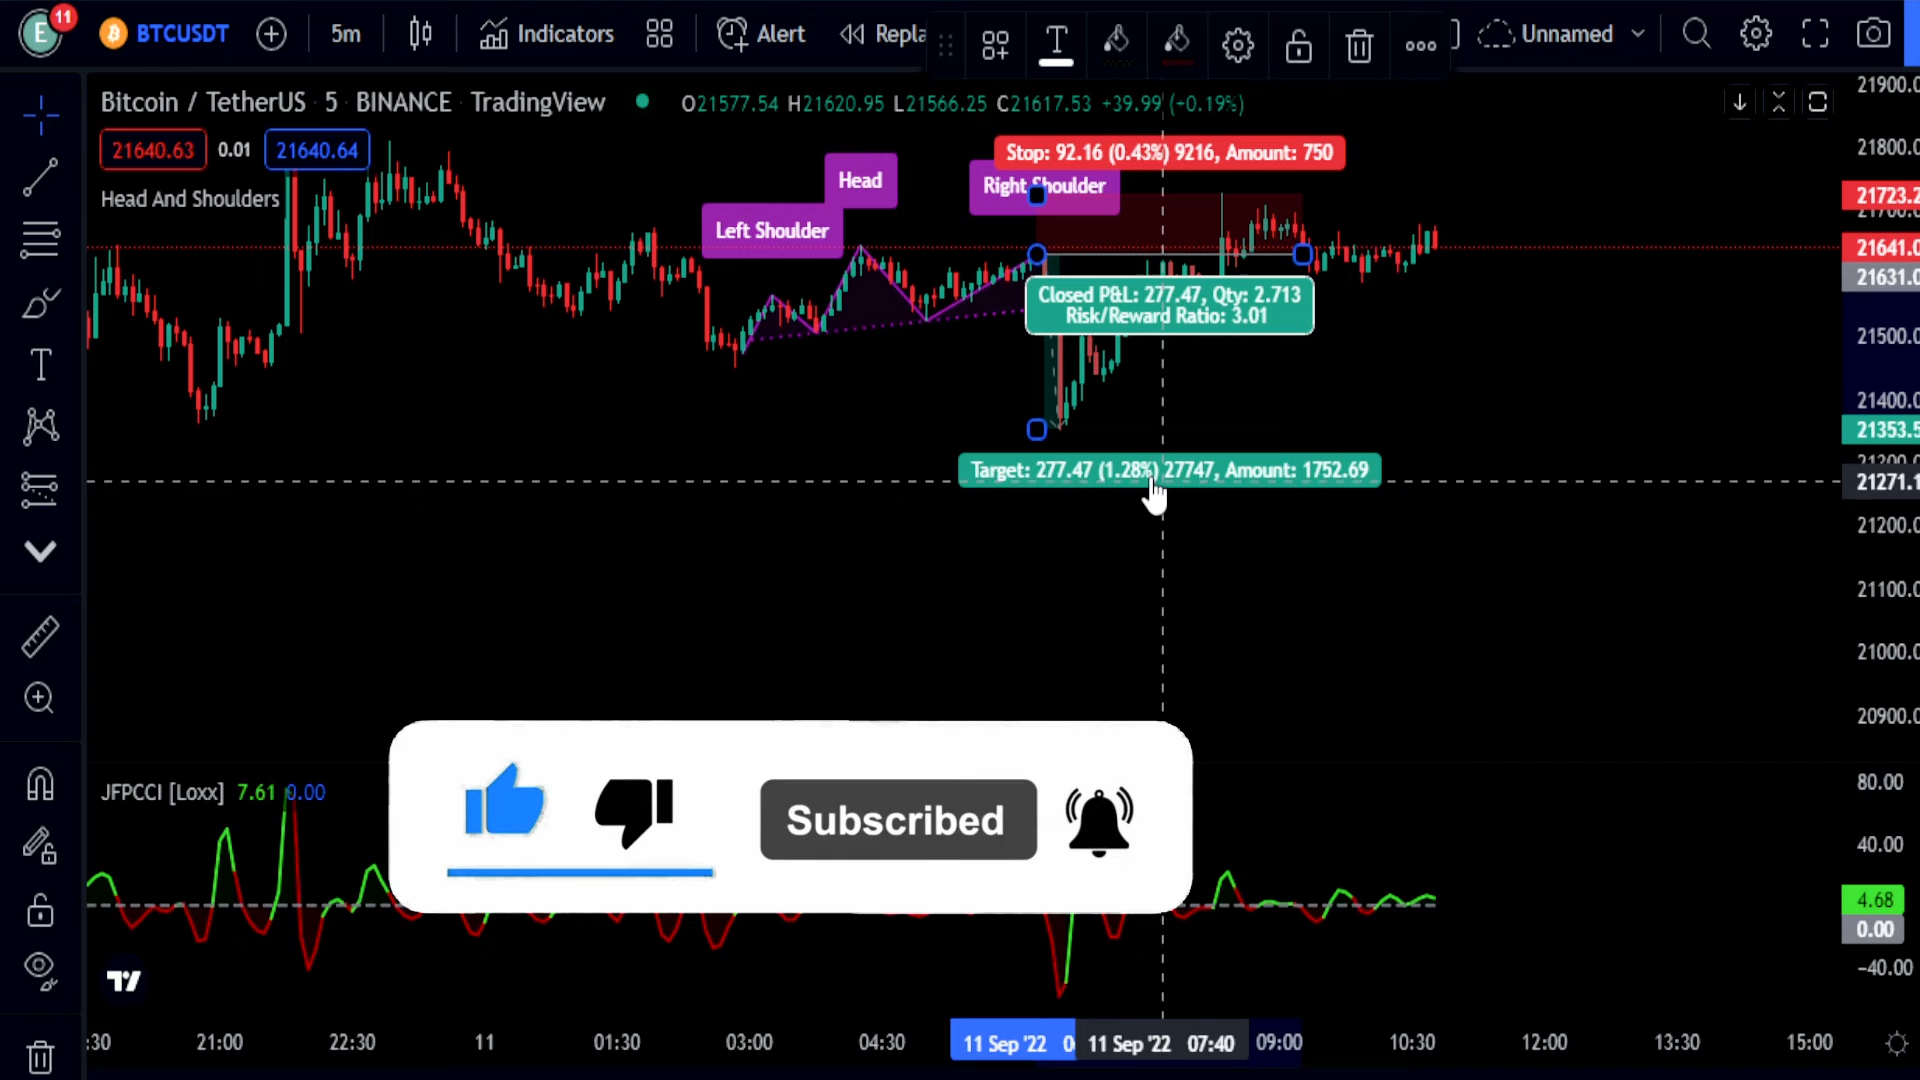 E 11 BTCUSDT 5m Indicators Alert Repla T Unnamed
Bitcoin / TetherUS · 5 · BINANCE · TradingView O21577.54 H21620.95 L21566.25 C21617.53 +39.99 (+0.19%)
21640.63 0.01 21640.64
Head And Shoulders
Left Shoulder
Head
Right Shoulder
Stop: 92.16 (0.43%) 9216, Amount: 750
Closed P&L: 277.47, Qty: 2.713
Risk/Reward Ratio: 3.01
Target: 277.47 (1.28%) 27747, Amount: 1752.69
21900.0
21800.0
21723.2
21700.0
21641.0
21631.0
21500.0
21400.0
21353.5
21271.1
21200.0
21100.0
21000.0
20900.0
JFPCCI [Loxx] 7.61 0.00
Subscribed
80.00
40.00
4.68
0.00
−40.00
:30 21:00 22:30 11 01:30 03:00 04:30 11 Sep '22 0 11 Sep '22 07:40 09:00 10:30 12:00 13:30 15:00